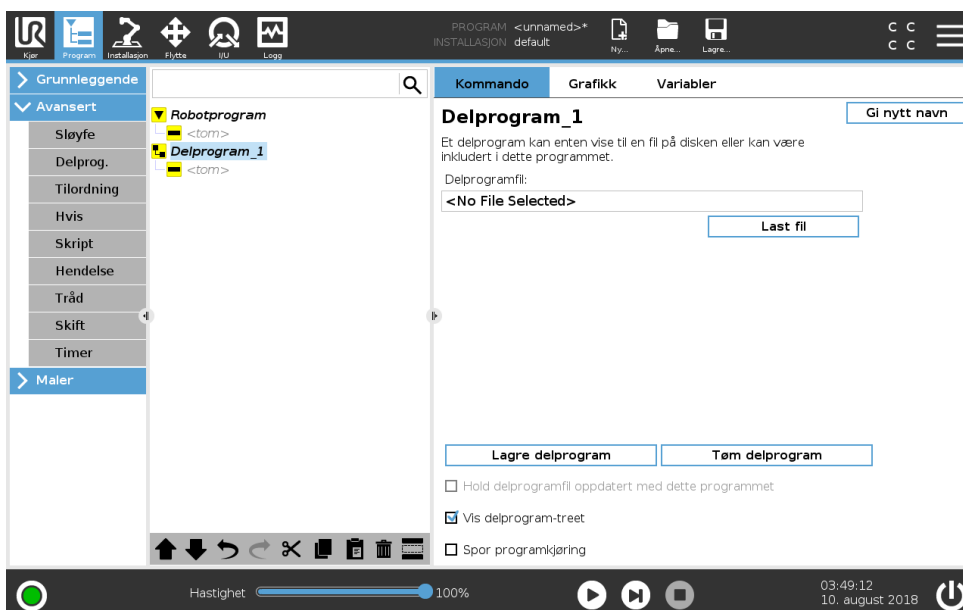 UR
PROGRAM <unnamed>*
INSTALLASJON default
Kjør
Program
Installasjon
Flytte
I/U
Logg
Ny...
Åpne...
Lagre...
C C
C C
Grunnleggende
Avansert
Sløyfe
Delprog.
Tilordning
Hvis
Skript
Hendelse
Tråd
Skift
Timer
Maler
Robotprogram
<tom>
Delprogram_1
<tom>
Kommando
Grafikk
Variabler
Delprogram_1
Gi nytt navn
Et delprogram kan enten vise til en fil på disken eller kan være
inkludert i dette programmet.
Delprogramfil:
<No File Selected>
Last fil
Lagre delprogram
Tøm delprogram
Hold delprogramfil oppdatert med dette programmet
Vis delprogram-treet
Spor programkjøring
Hastighet
100%
03:49:12
10. august 2018